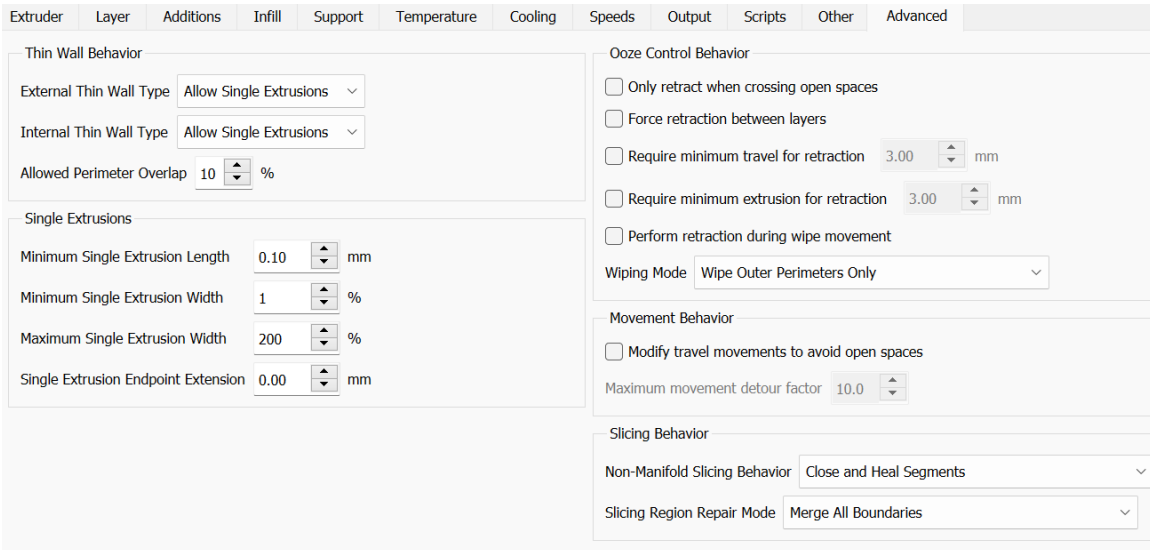 Extruder Layer Additions Infill Support Temperature Cooling Speeds Output Scripts Other Advanced
Thin Wall Behavior
External Thin Wall Type Allow Single Extrusions
Internal Thin Wall Type Allow Single Extrusions
Allowed Perimeter Overlap 10 %
Single Extrusions
Minimum Single Extrusion Length 0.10 mm
Minimum Single Extrusion Width 1 %
Maximum Single Extrusion Width 200 %
Single Extrusion Endpoint Extension 0.00 mm
Ooze Control Behavior
Only retract when crossing open spaces
Force retraction between layers
Require minimum travel for retraction 3.00 mm
Require minimum extrusion for retraction 3.00 mm
Perform retraction during wipe movement
Wiping Mode Wipe Outer Perimeters Only
Movement Behavior
Modify travel movements to avoid open spaces
Maximum movement detour factor 10.0
Slicing Behavior
Non-Manifold Slicing Behavior Close and Heal Segments
Slicing Region Repair Mode Merge All Boundaries